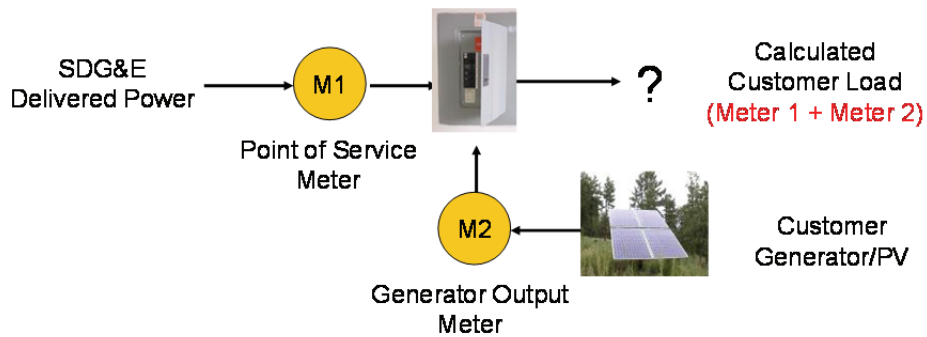 SDG&E
Delivered Power
M1
Point of Service
Meter
?
Calculated
Customer Load
(Meter 1 + Meter 2)
M2
Generator Output
Meter
Customer
Generator/PV